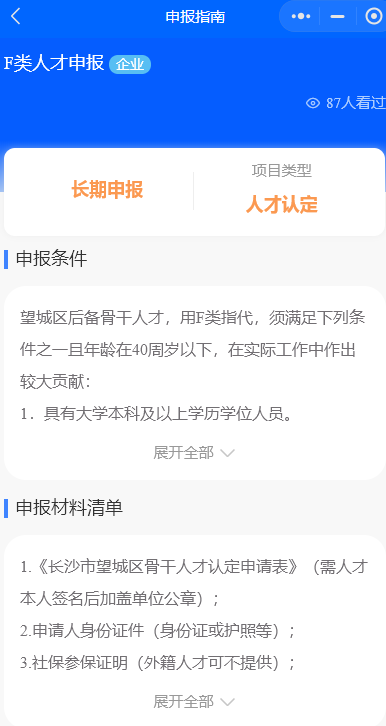 申报指南
F类人才申报 企业
87人看过
长期申报
项目类型
人才认定
申报条件
望城区后备骨干人才，用F类指代，须满足下列条
件之一且年龄在40周岁以下，在实际工作中作出
较大贡献：
1．具有大学本科及以上学历学位人员。
展开全部
申报材料清单
1.《长沙市望城区骨干人才认定申请表》（需人才
本人签名后加盖单位公章）；
2.申请人身份证件（身份证或护照等）；
3.社保参保证明（外籍人才可不提供）；
展开全部